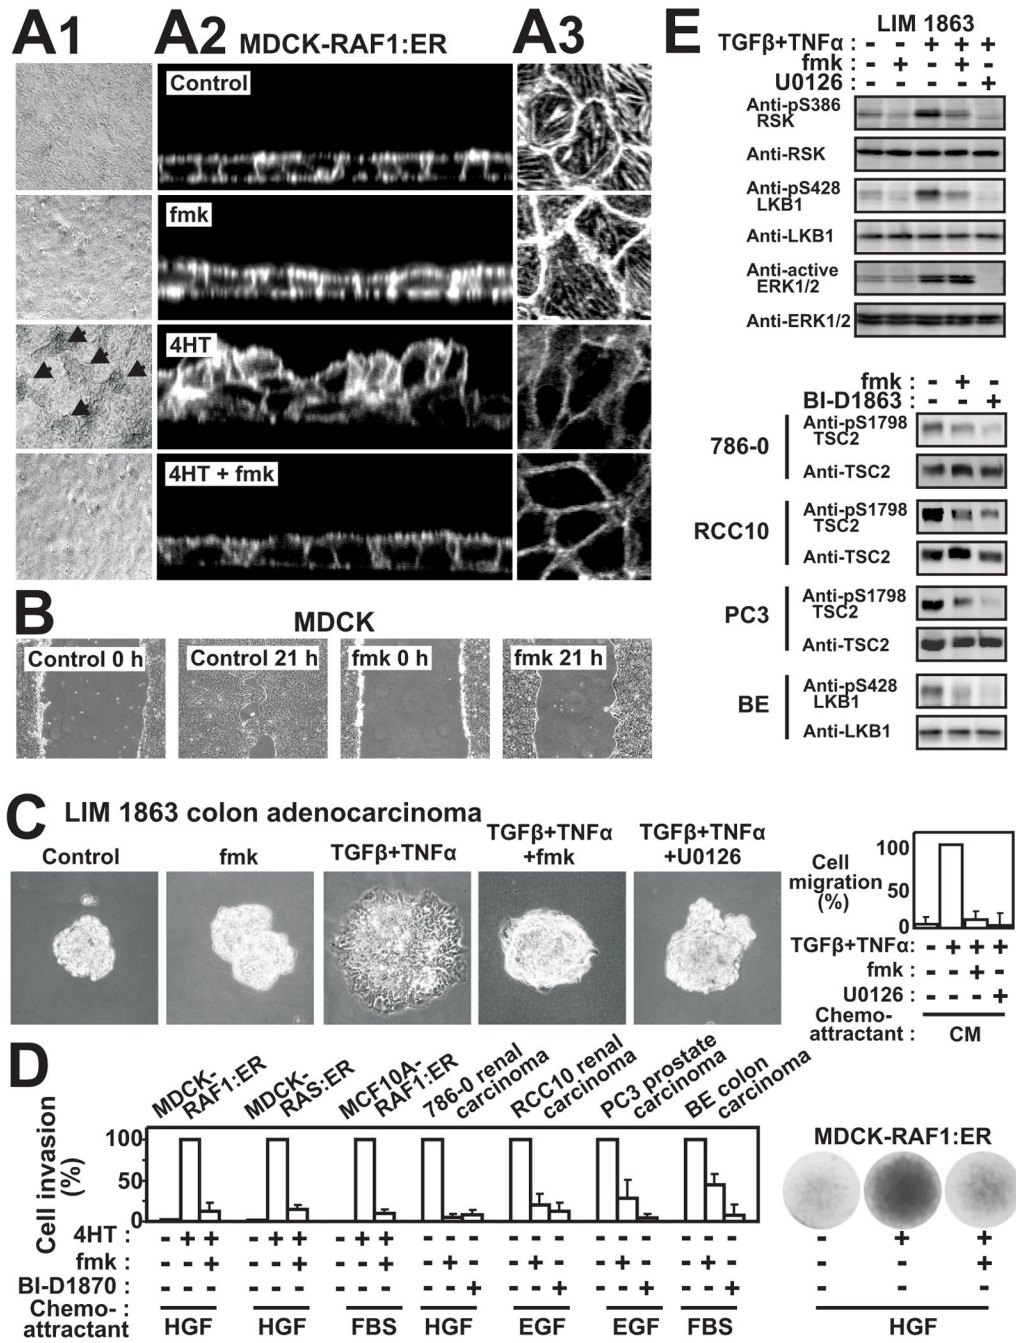 A1 A2 MDCK-RAF1:ER A3
Control
fmk
4HT
4HT + fmk
B MDCK
Control 0 h Control 21 h fmk 0 h fmk 21 h
C LIM 1863 colon adenocarcinoma
Control fmk TGFβ+TNFα TGFβ+TNFα +fmk TGFβ+TNFα +U0126
Cell migration (%)
100
50
0
TGFβ+TNFα: - + + +
fmk : - - + -
U0126 : - - - +
Chemo-
attractant : CM
D
MDCK-RAF1:ER
MDCK-RAS:ER
MCF10A-RAF1:ER
786-0 renal carcinoma
RCC10 renal carcinoma
PC3 prostate carcinoma
BE colon carcinoma
Cell invasion (%)
100
50
0
4HT : - + + - + + - + + - - - - - - - - - - - -
fmk : - - + - - + - - + - + - - + - - + - - + -
BI-D1870 : - - - - - - - - - - - + - - + - - + - - +
Chemo-
attractant : HGF HGF FBS HGF EGF EGF FBS
MDCK-RAF1:ER
- + +
- - +
- - -
HGF
E LIM 1863
TGFβ+TNFα : - - + + +
fmk : - + - + -
U0126 : - - - - +
Anti-pS386
RSK
Anti-RSK
Anti-pS428
LKB1
Anti-LKB1
Anti-active
ERK1/2
Anti-ERK1/2
fmk : - + -
BI-D1863 : - - +
786-0
Anti-pS1798
TSC2
Anti-TSC2
RCC10
Anti-pS1798
TSC2
Anti-TSC2
PC3
Anti-pS1798
TSC2
Anti-TSC2
BE
Anti-pS428
LKB1
Anti-LKB1